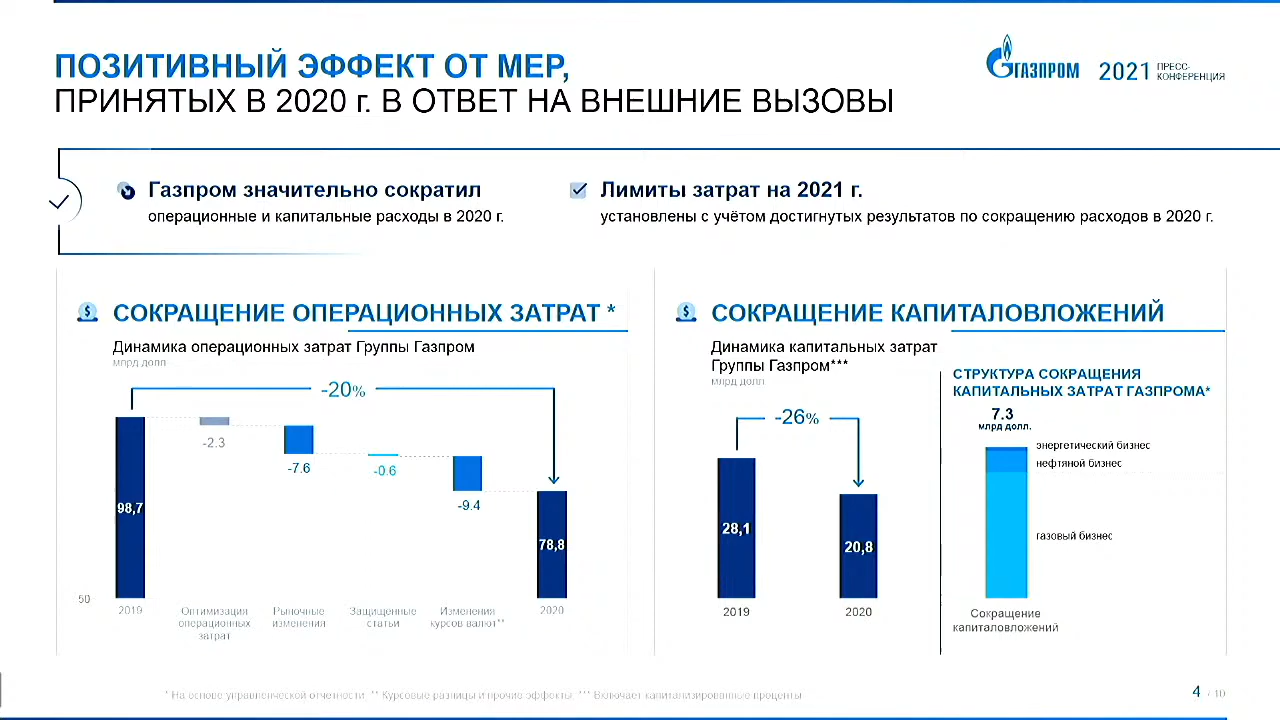 ПОЗИТИВНЫЙ ЭФФЕКТ ОТ МЕР,
ПРИНЯТЫХ В 2020 г. В ОТВЕТ НА ВНЕШНИЕ ВЫЗОВЫ
ГАЗПРОМ
2021 ПРЕСС-
КОНФЕРЕНЦИЯ
Газпром значительно сократил
операционные и капитальные расходы в 2020 г.
Лимиты затрат на 2021 г.
установлены с учётом достигнутых результатов по сокращению расходов в 2020 г.
$ СОКРАЩЕНИЕ ОПЕРАЦИОННЫХ ЗАТРАТ *
Динамика операционных затрат Группы Газпром
млрд долл
-20%
-2.3
-7.6
-0.6
-9.4
98,7
78,8
50
2019
Оптимизация
операционных
затрат
Рыночные
изменения
Защищенные
статьи
Изменения
курсов валют**
2020
$ СОКРАЩЕНИЕ КАПИТАЛОВЛОЖЕНИЙ
Динамика капитальных затрат
Группы Газпром***
млрд долл
-26%
28,1
20,8
2019
2020
СТРУКТУРА СОКРАЩЕНИЯ
КАПИТАЛЬНЫХ ЗАТРАТ ГАЗПРОМА*
7.3
млрд долл.
энергетический бизнес
нефтяной бизнес
газовый бизнес
Сокращение
капиталовложений
* На основе управленческой отчетности ** Курсовые разницы и прочие эффекты. *** Включает капитализированные проценты
4 / 10